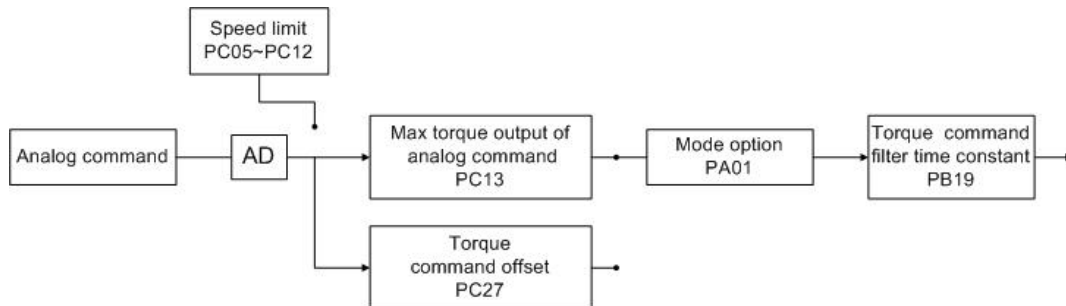 Speed limit
PC05~PC12
Analog command
AD
Max torque output of
analog command
PC13
Mode option
PA01
Torque command
filter time constant
PB19
Torque
command offset
PC27